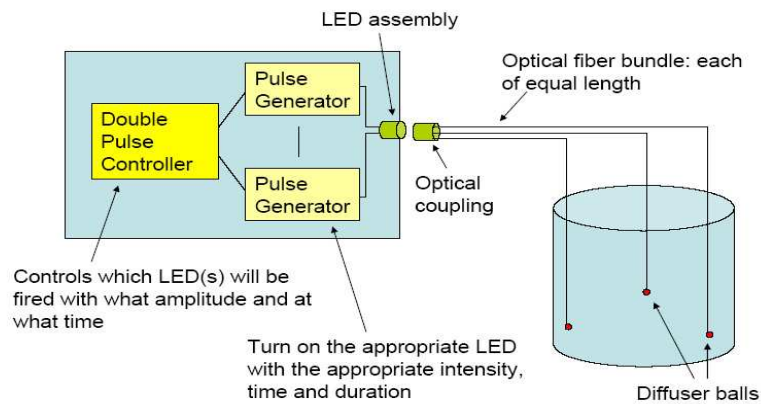 LED assembly
Optical fiber bundle: each
of equal length
Pulse
Generator
Double
Pulse
Controller
Pulse
Generator
Optical
coupling
Controls which LED(s) will be
fired with what amplitude and at
what time
Turn on the appropriate LED
with the appropriate intensity,
time and duration
Diffuser balls